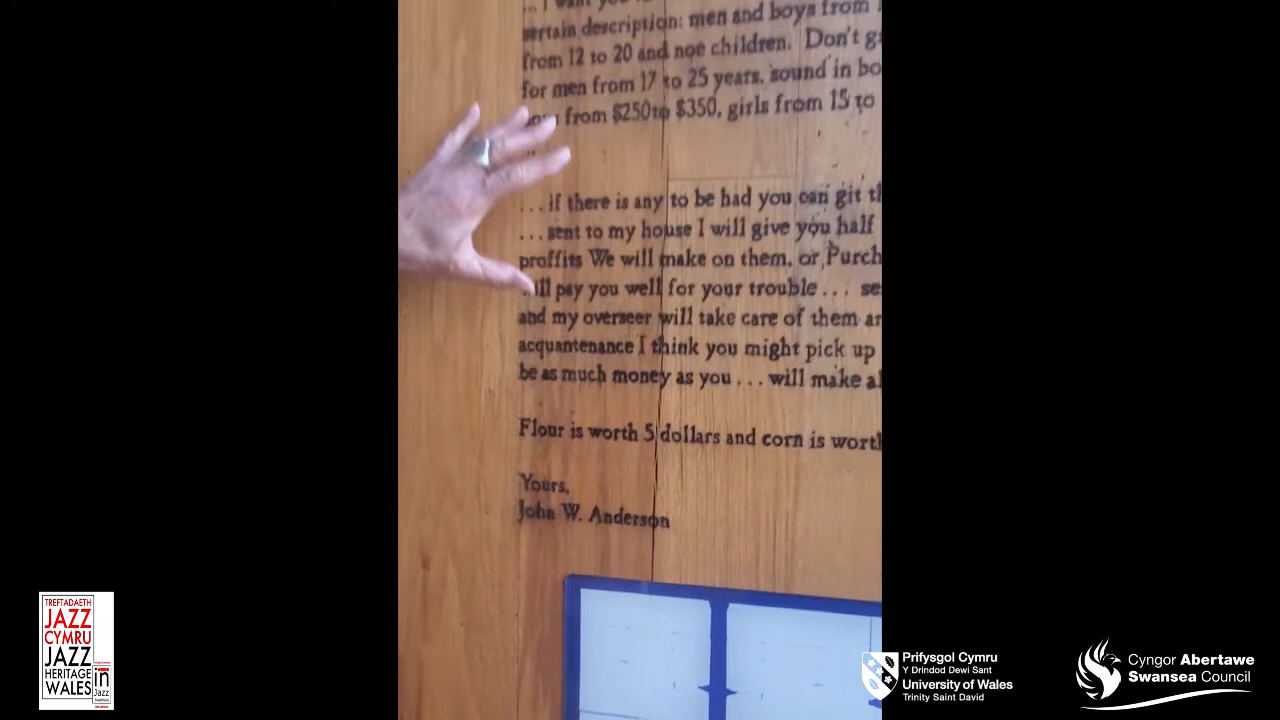 ... I want you to
certain description: men and boys from
from 12 to 20 and noe children. Don't
for men from 17 to 25 years, sound in
boys from $250to $350, girls from 15 to
...if there is any to be had you can git
...sent to my house I will give you half
proffits We will make on them, or Purch
will pay you well for your trouble...
and my overseer will take care of them
acquantenance I think you might pick up
be as much money as you... will make
Flour is worth 5 dollars and corn is wort
Yours,
John W. Anderson
TREFTADAETH
JAZZ
CYMRU
JAZZ
HERITAGE
WALES
in
Jazz
Prifysgol Cymru
Y Drindod Dewi Sant
University of Wales
Trinity Saint David
Cyngor Abertawe
Swansea Council